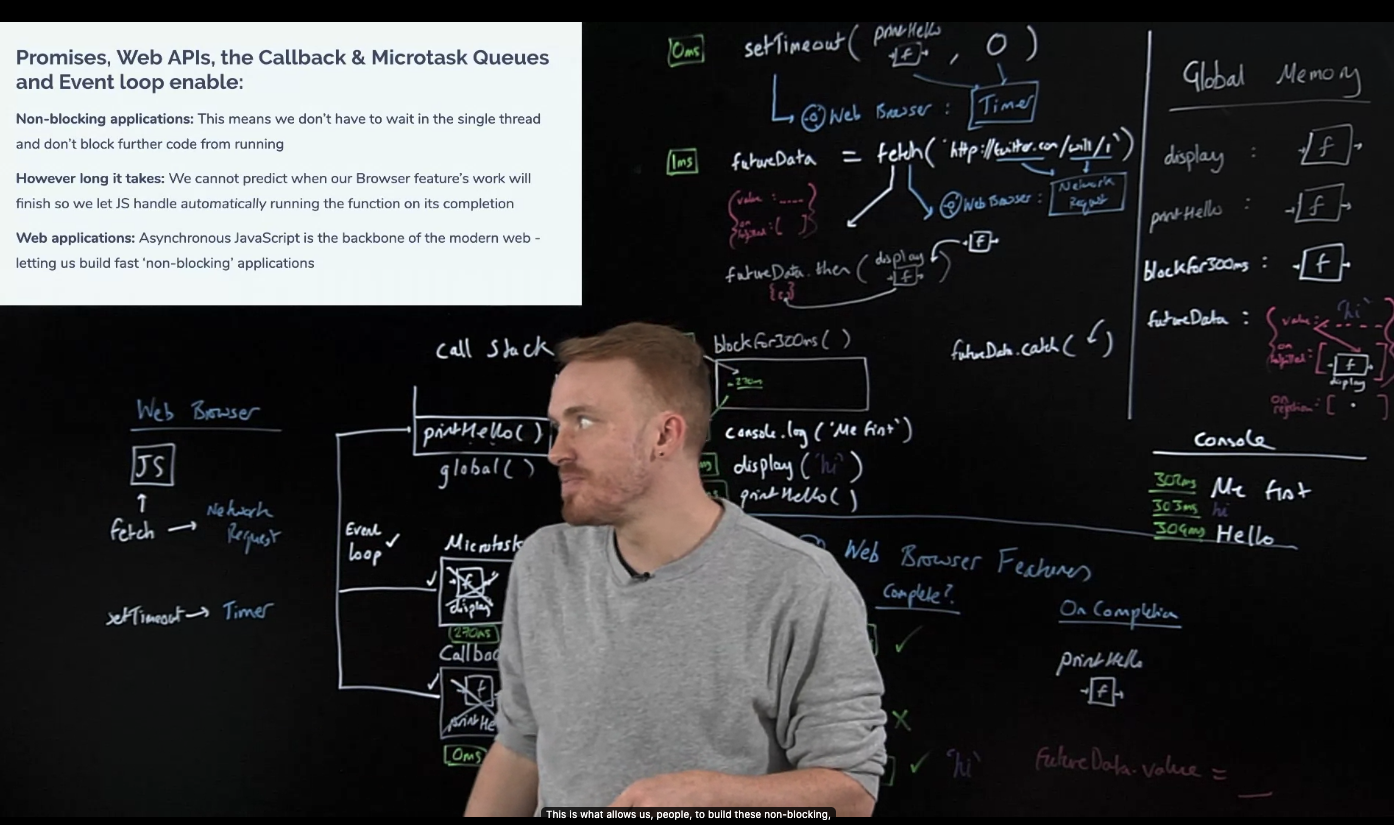 Promises, Web APIs, the Callback & Microtask Queues
and Event loop enable:
Non-blocking applications: This means we don't have to wait in the single thread
and don't block further code from running
However long it takes: We cannot predict when our Browser feature's work will
finish so we let JS handle automatically running the function on its completion
Web applications: Asynchronous JavaScript is the backbone of the modern web -
letting us build fast 'non-blocking' applications
0ms
setTimeout( printHello
f , 0 )
Web Browser : Timer
1ms
futureData = fetch('http://twitter.com/will/1')
{value :.....
on
[ ] }
Web Browser : Network
Request
futureData.then ( display
f )
f
blockfor300ms( )
270ms
futureData.catch( )
console.log('Me first')
display('hi')
printHello( )
Global Memory
display : f
printHello : f
blockfor300ms : f
futureData : {value: 'hi'
on
[ f ]
display
on
rejection: [ . ]
Console
302ms Me first
303ms hi
304ms Hello
Call Stack
printHello( )
global( )
Web Browser
JS
fetch → Network
Request
setTimeout → Timer
Event
loop ✓
Microtask
f
display
270ms
Callbac
f
printHe
0ms
Web Browser Features
Complete?
On Completion
✓
printHello
f
X
✓ 'hi'
futureData.value = __
This is what allows us, people, to build these non-blocking,